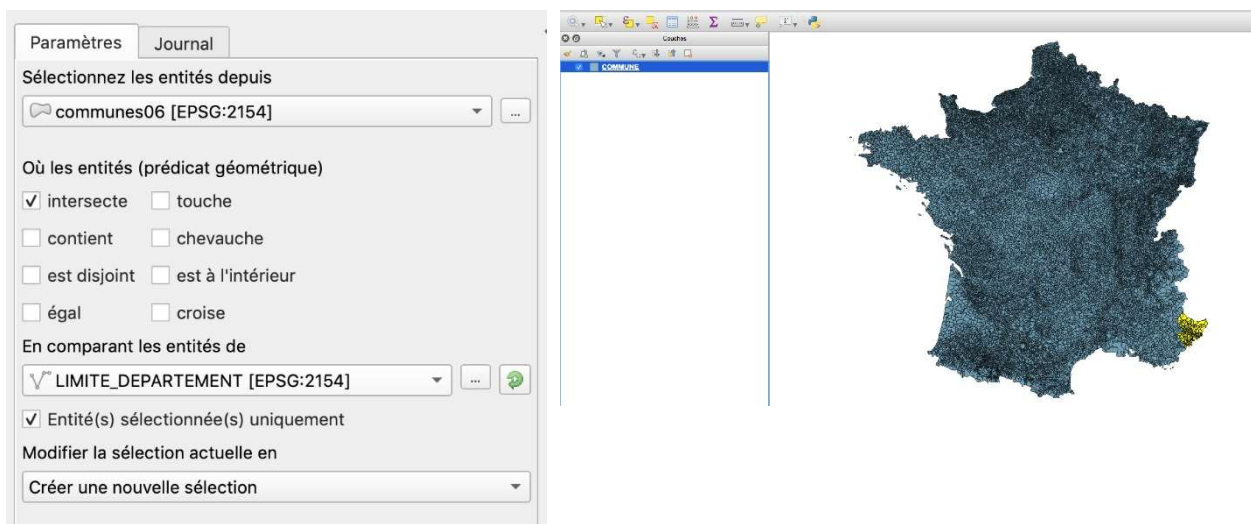 Paramètres Journal
Sélectionnez les entités depuis
communes06 [EPSG:2154]
...
Où les entités (prédicat géométrique)
intersecte touche
contient chevauche
est disjoint est à l'intérieur
égal croise
En comparant les entités de
LIMITE_DEPARTEMENT [EPSG:2154]
...
Entité(s) sélectionnée(s) uniquement
Modifier la sélection actuelle en
Créer une nouvelle sélection
Couches
COMMUNE